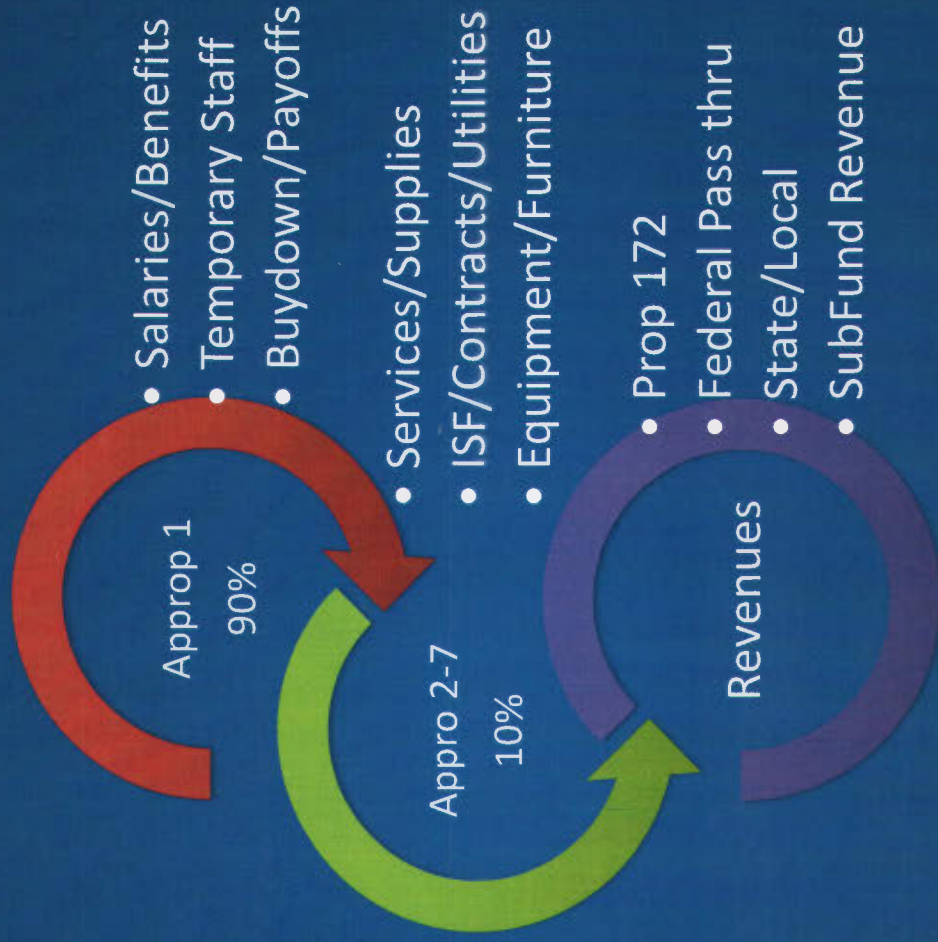 Approp 1
90%
• Salaries/Benefits
• Temporary Staff
• Buydown/Payoffs
Appro 2-7
10%
• Services/Supplies
• ISF/Contracts/Utilities
• Equipment/Furniture
Revenues
• Prop 172
• Federal Pass thru
• State/Local
• SubFund Revenue